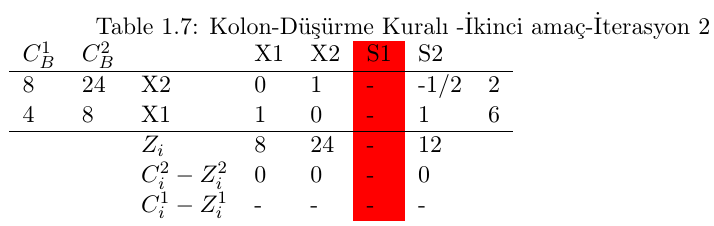 Table 1.7: Kolon-Düşürme Kuralı -İkinci amaç-İterasyon 2
C_B^1 C_B^2 X1 X2 S1 S2
8 24 X2 0 1 - -1/2 2
4 8 X1 1 0 - 1 6
Z_i 8 24 - 12
C_i^2 − Z_i^2 0 0 - 0
C_i^1 − Z_i^1 - - - -